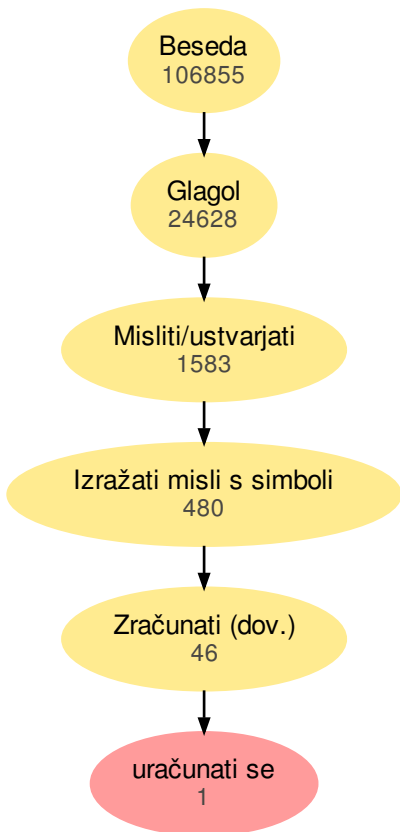 Beseda
106855
Glagol
24628
Misliti/ustvarjati
1583
Izražati misli s simboli
480
Zračunati (dov.)
46
uračunati se
1